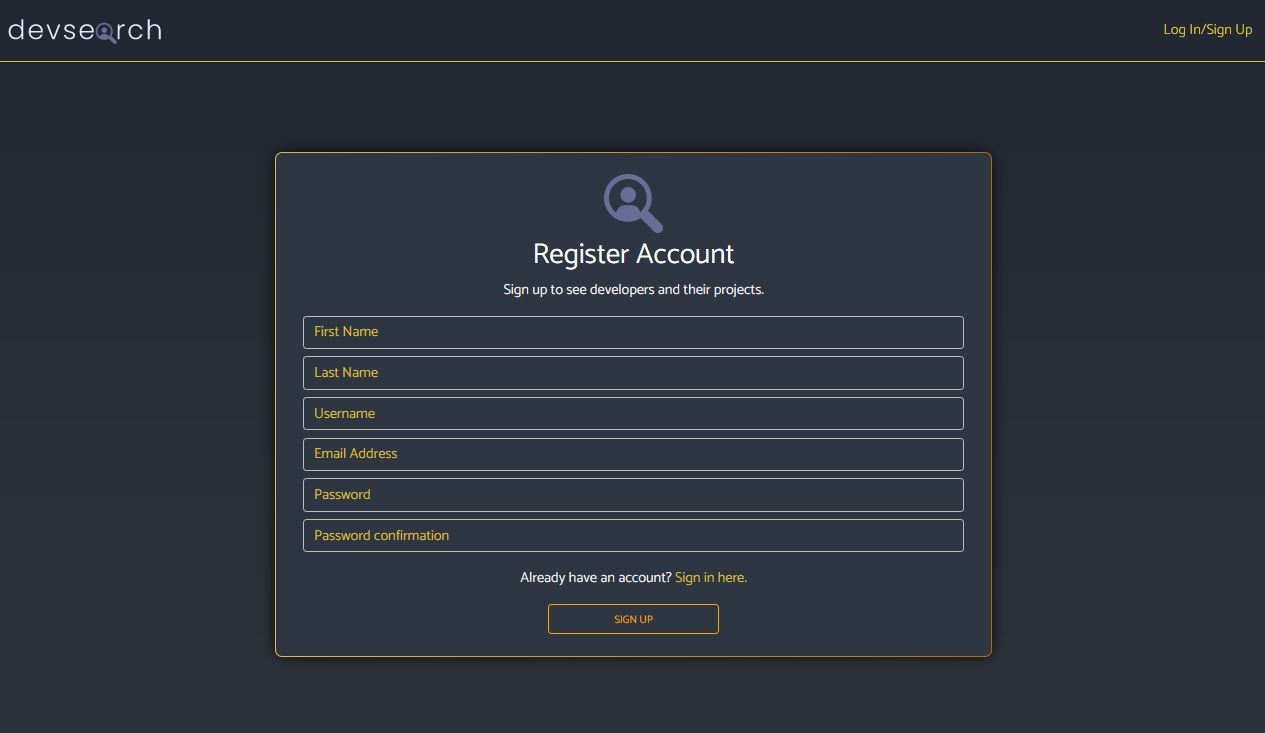 devsearch
Log In/Sign Up
Register Account
Sign up to see developers and their projects.
First Name
Last Name
Username
Email Address
Password
Password confirmation
Already have an account? Sign in here.
SIGN UP